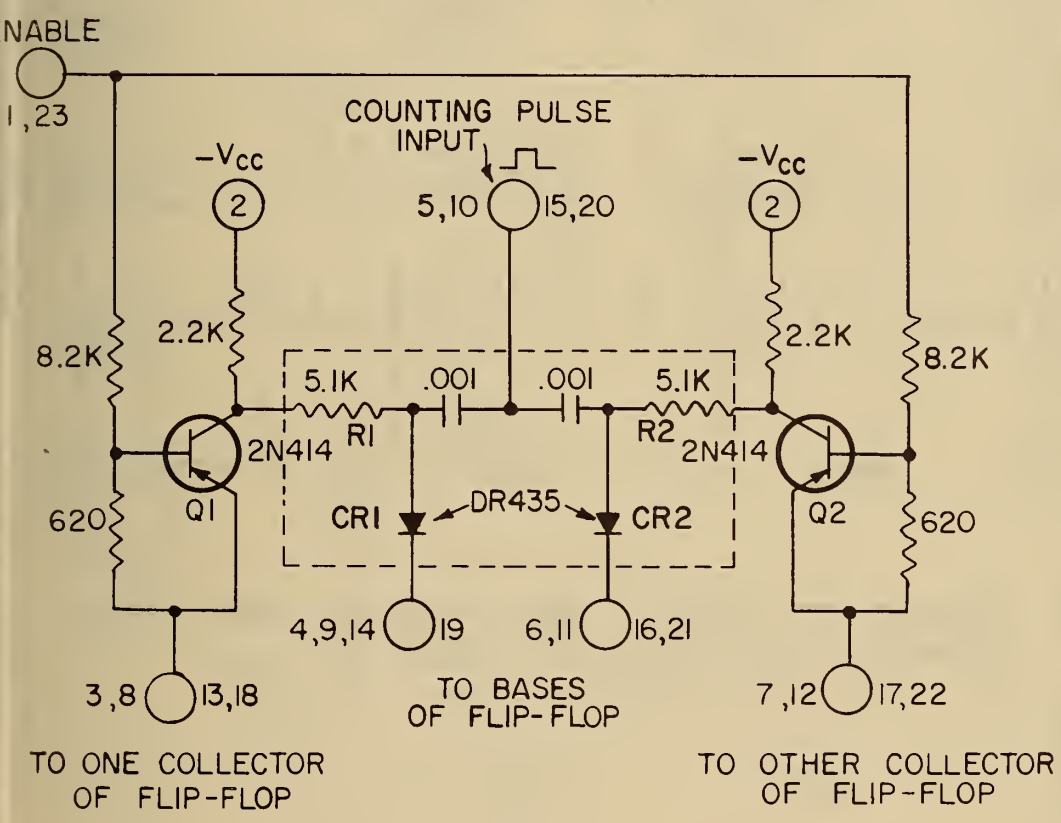 NABLE
1,23
COUNTING PULSE
INPUT
-VCC
2
5,10 15,20
-VCC
2
8.2K
2.2K
2.2K
8.2K
5.1K
.001
.001
5.1K
R1
R2
2N414
2N414
Q1
Q2
620
620
CR1
DR435
CR2
4,9,14 19
6,11 16,21
3,8 13,18
7,12 17,22
TO BASES
OF FLIP-FLOP
TO ONE COLLECTOR
OF FLIP-FLOP
TO OTHER COLLECTOR
OF FLIP-FLOP